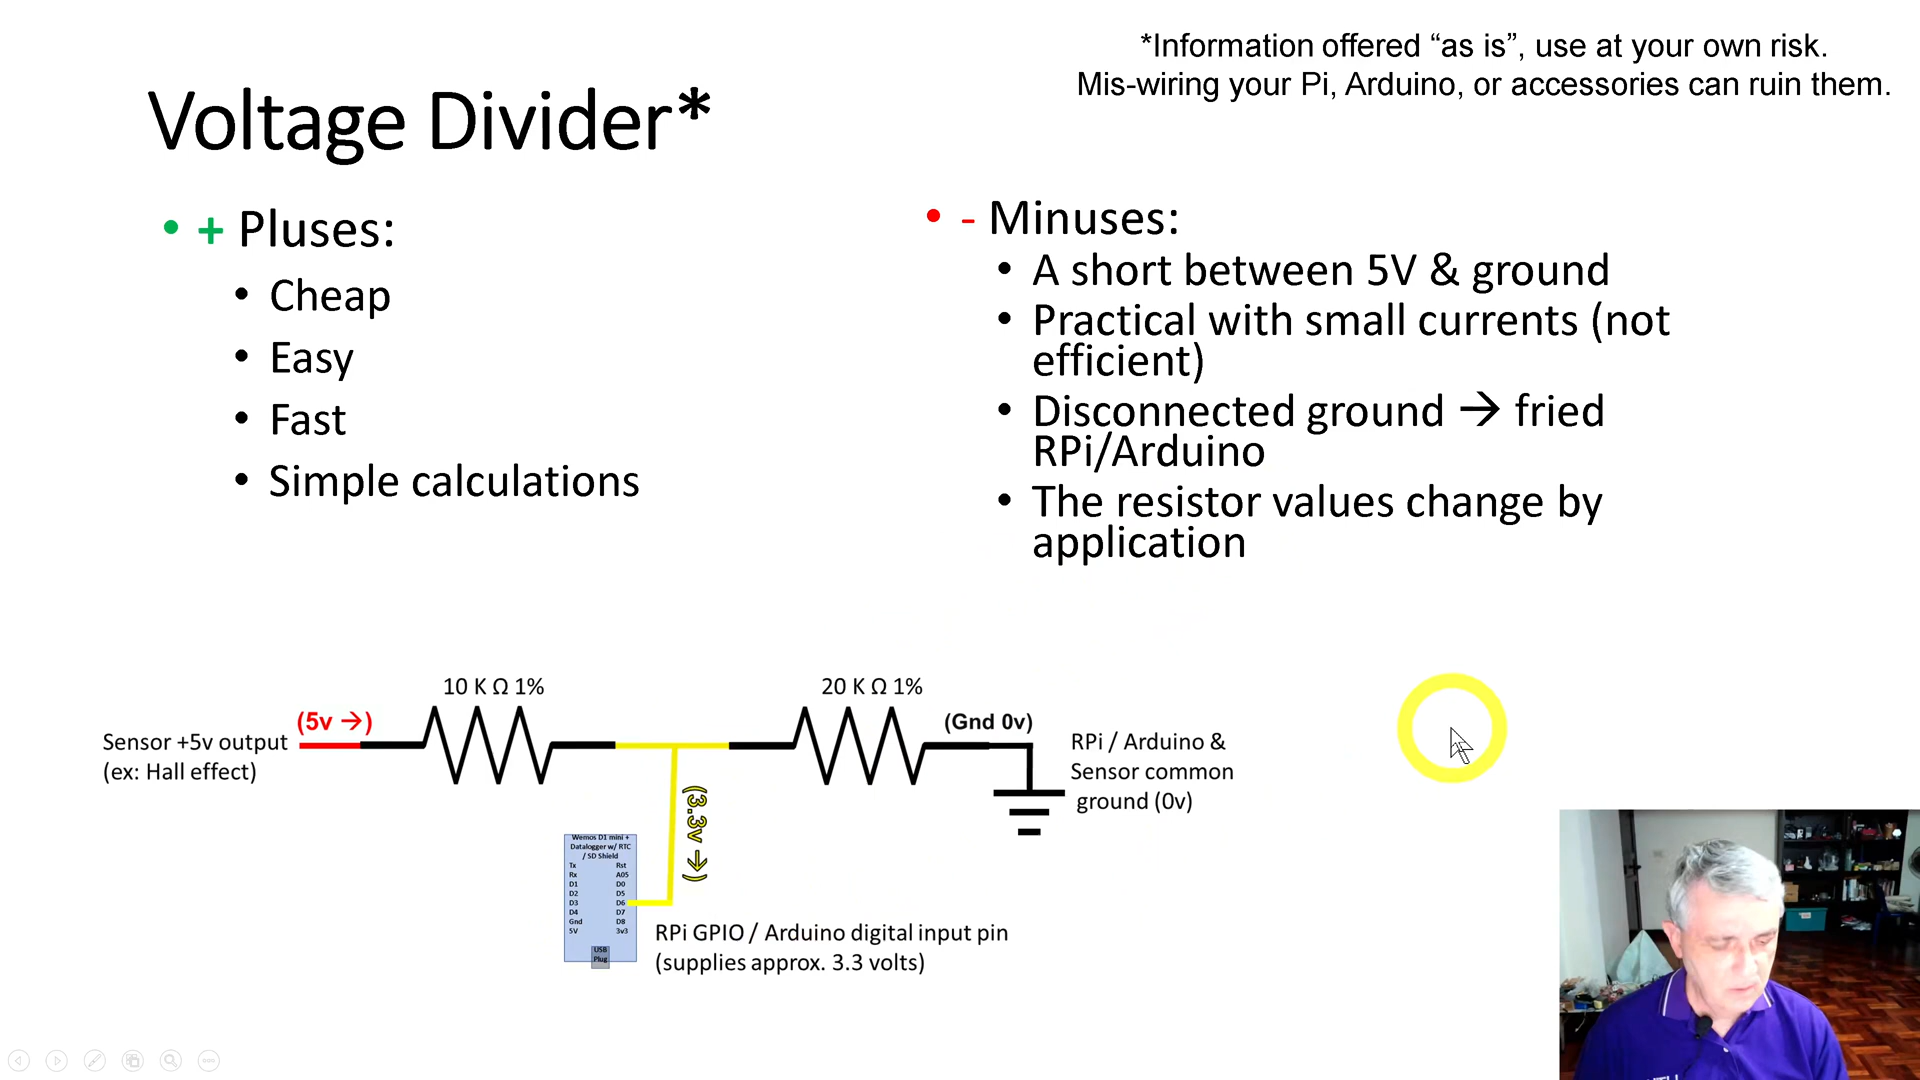 *Information offered “as is”, use at your own risk.
Mis-wiring your Pi, Arduino, or accessories can ruin them.
Voltage Divider*
• + Pluses:
• Cheap
• Easy
• Fast
• Simple calculations
• - Minuses:
• A short between 5V & ground
• Practical with small currents (not
efficient)
• Disconnected ground → fried
RPi/Arduino
• The resistor values change by
application
10 K Ω 1%
20 K Ω 1%
(5v →)
(Gnd 0v)
Sensor +5v output
(ex: Hall effect)
RPi / Arduino &
Sensor common
ground (0v)
(3.3v →)
Wemos D1 mini +
Datalogger w/ RTC
/ SD Shield
Tx Rst
Rx A05
D1 D0
D2 D5
D3 D6
D4 D7
Gnd D8
5V 3v3
USB
Plug
RPi GPIO / Arduino digital input pin
(supplies approx. 3.3 volts)